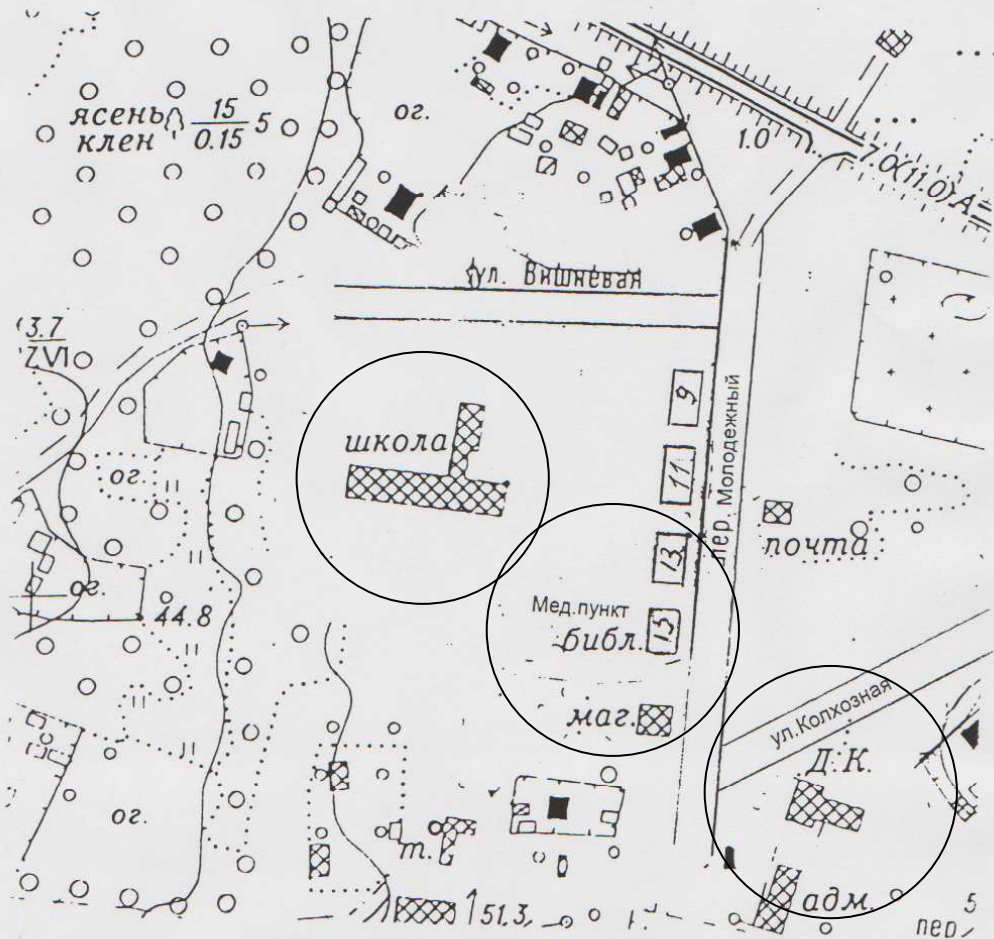 ясень 15 5
клен 0.15
ог.
1.0
7.0(11.0)А
ул. Вишневая
3.7
школа
9
11
13
15
пер. Молодежный
почта
ог.
ог.
44.8
Мед.пункт
библ.
маг.
ул.Колхозная
Д.К.
ог.
т.
51.3
адм.
5
пер